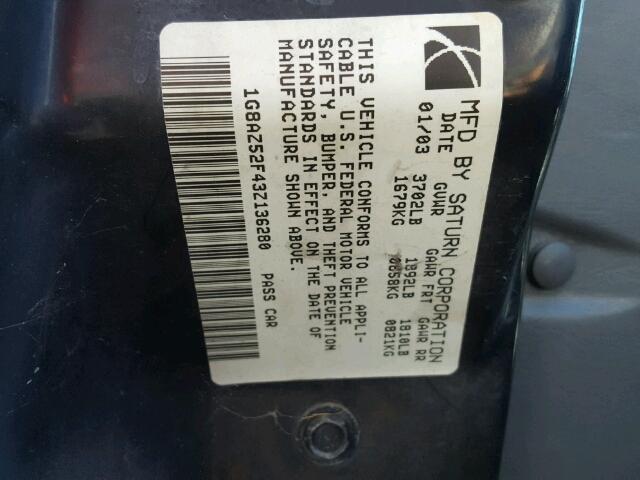 MFD BY SATURN CORPORATION
DATE GVWR GAWR FRT GAWR RR
01/03 3702LB 1892LB 1810LB
1679KG 0858KG 0821KG
THIS VEHICLE CONFORMS TO ALL APPLI-
CABLE U.S. FEDERAL MOTOR VEHICLE
SAFETY, BUMPER, AND THEFT PREVENTION
STANDARDS IN EFFECT ON THE DATE OF
MANUFACTURE SHOWN ABOVE.
1G8AZ52F43Z136280 PASS CAR